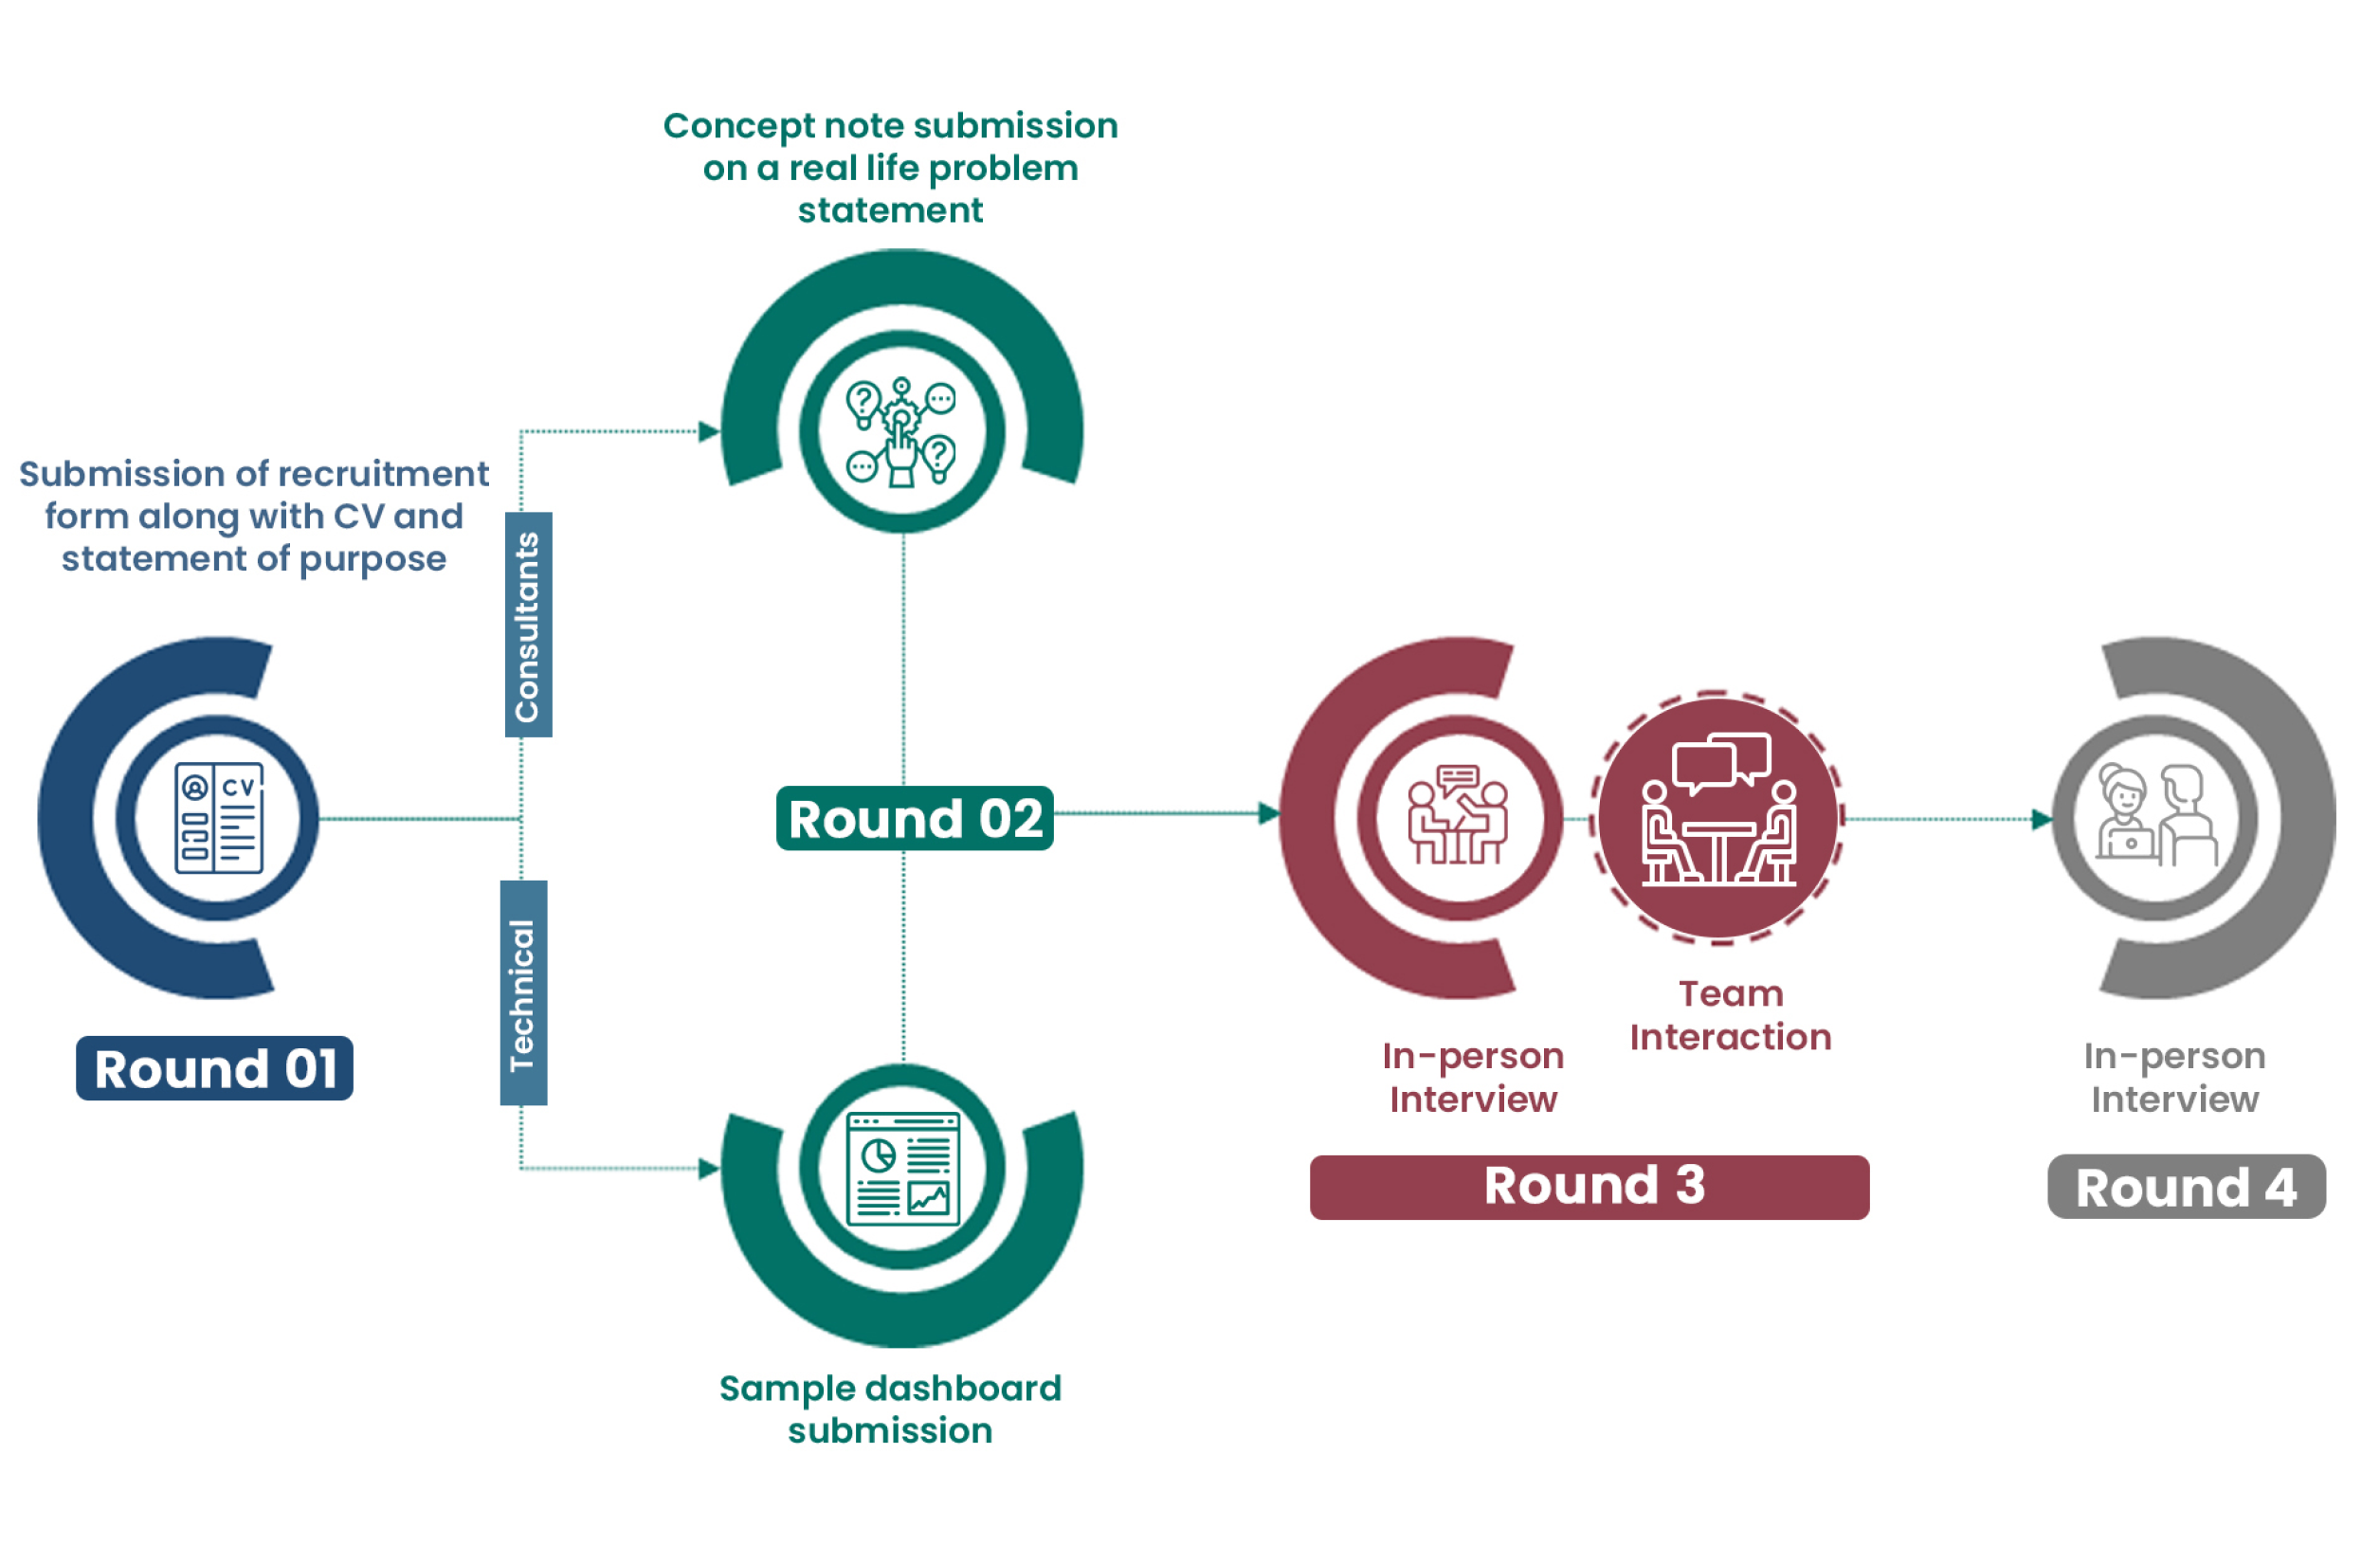 Concept note submission
on a real life problem
statement
Submission of recruitment
form along with CV and
statement of purpose
Consultants
CV
Round 01
Technical
Round 02
Sample dashboard
submission
In-person
Interview
Team
Interaction
Round 3
In-person
Interview
Round 4